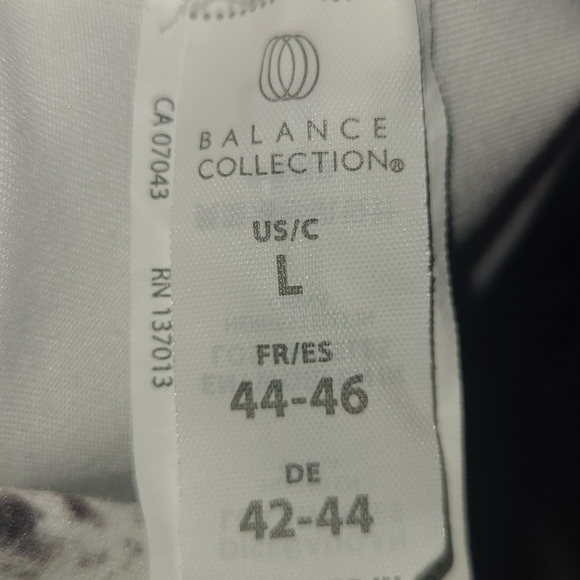 BALANCE
COLLECTION®
US/C
L
FR/ES
44-46
DE
42-44
CA 07043
RN 137013